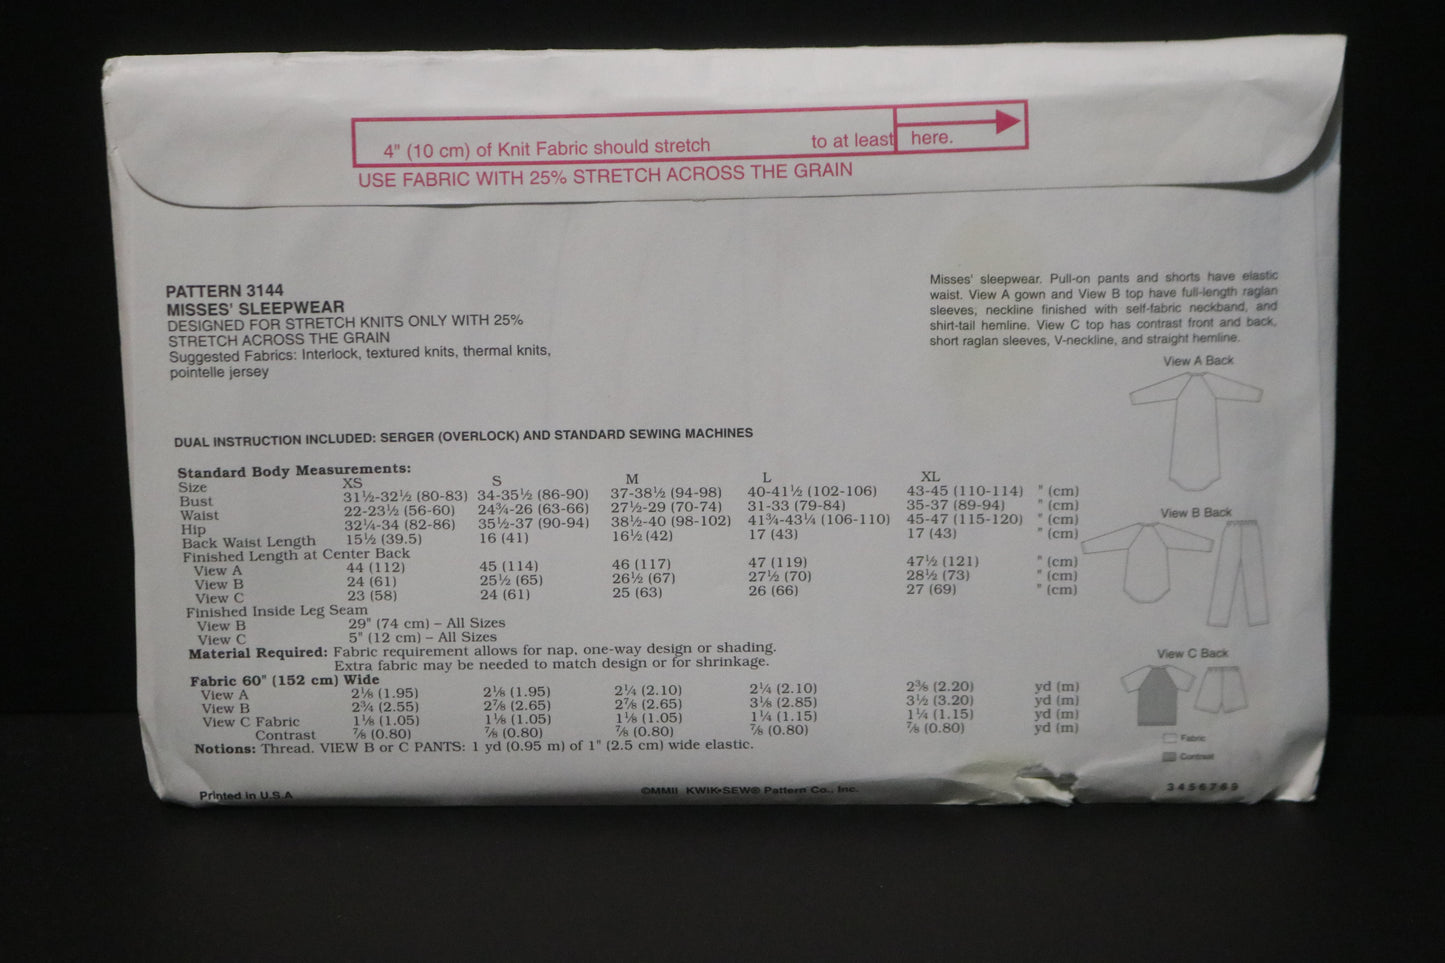 4" (10 cm) of Knit Fabric should stretch to at least here.
USE FABRIC WITH 25% STRETCH ACROSS THE GRAIN
PATTERN 3144
MISSES' SLEEPWEAR
DESIGNED FOR STRETCH KNITS ONLY WITH 25%
STRETCH ACROSS THE GRAIN
Suggested Fabrics: Interlock, textured knits, thermal knits,
pointelle jersey
Misses' sleepwear. Pull-on pants and shorts have elastic
waist. View A gown and View B top have full-length raglan
sleeves, neckline finished with self-fabric neckband, and
shirt-tail hemline. View C top has contrast front and back,
short raglan sleeves, V-neckline, and straight hemline.
View A Back
DUAL INSTRUCTION INCLUDED: SERGER (OVERLOCK) AND STANDARD SEWING MACHINES
Standard Body Measurements:
Size XS S M L XL
Bust 31½-32½ (80-83) 34-35½ (86-90) 37-38½ (94-98) 40-41½ (102-106) 43-45 (110-114) " (cm)
Waist 22-23½ (56-60) 24¾-26 (63-66) 27½-29 (70-74) 31-33 (79-84) 35-37 (89-94) " (cm)
Hip 32¼-34 (82-86) 35½-37 (90-94) 38½-40 (98-102) 41¾-43¼ (106-110) 45-47 (115-120) " (cm)
Back Waist Length 15½ (39.5) 16 (41) 16½ (42) 17 (43) 17 (43) " (cm)
Finished Length at Center Back
View A 44 (112) 45 (114) 46 (117) 47 (119) 47½ (121) " (cm)
View B 24 (61) 25½ (65) 26½ (67) 27½ (70) 28½ (73) " (cm)
View C 23 (58) 24 (61) 25 (63) 26 (66) 27 (69) " (cm)
Finished Inside Leg Seam
View B 29" (74 cm) – All Sizes
View C 5" (12 cm) – All Sizes
Material Required: Fabric requirement allows for nap, one-way design or shading.
Extra fabric may be needed to match design or for shrinkage.
Fabric 60" (152 cm) Wide
View A 2⅛ (1.95) 2⅛ (1.95) 2¼ (2.10) 2¼ (2.10) 2⅜ (2.20) yd (m)
View B 2¾ (2.55) 2⅞ (2.65) 2⅞ (2.65) 3⅛ (2.85) 3½ (3.20) yd (m)
View C Fabric 1⅛ (1.05) 1⅛ (1.05) 1⅛ (1.05) 1¼ (1.15) 1¼ (1.15) yd (m)
Contrast ⅞ (0.80) ⅞ (0.80) ⅞ (0.80) ⅞ (0.80) ⅞ (0.80) yd (m)
Notions: Thread. VIEW B or C PANTS: 1 yd (0.95 m) of 1" (2.5 cm) wide elastic.
View B Back
View C Back
Fabric
Contrast
Printed in U.S.A
©MMII KWIK•SEW® Pattern Co., Inc.
3 4 5 6 7 8 9